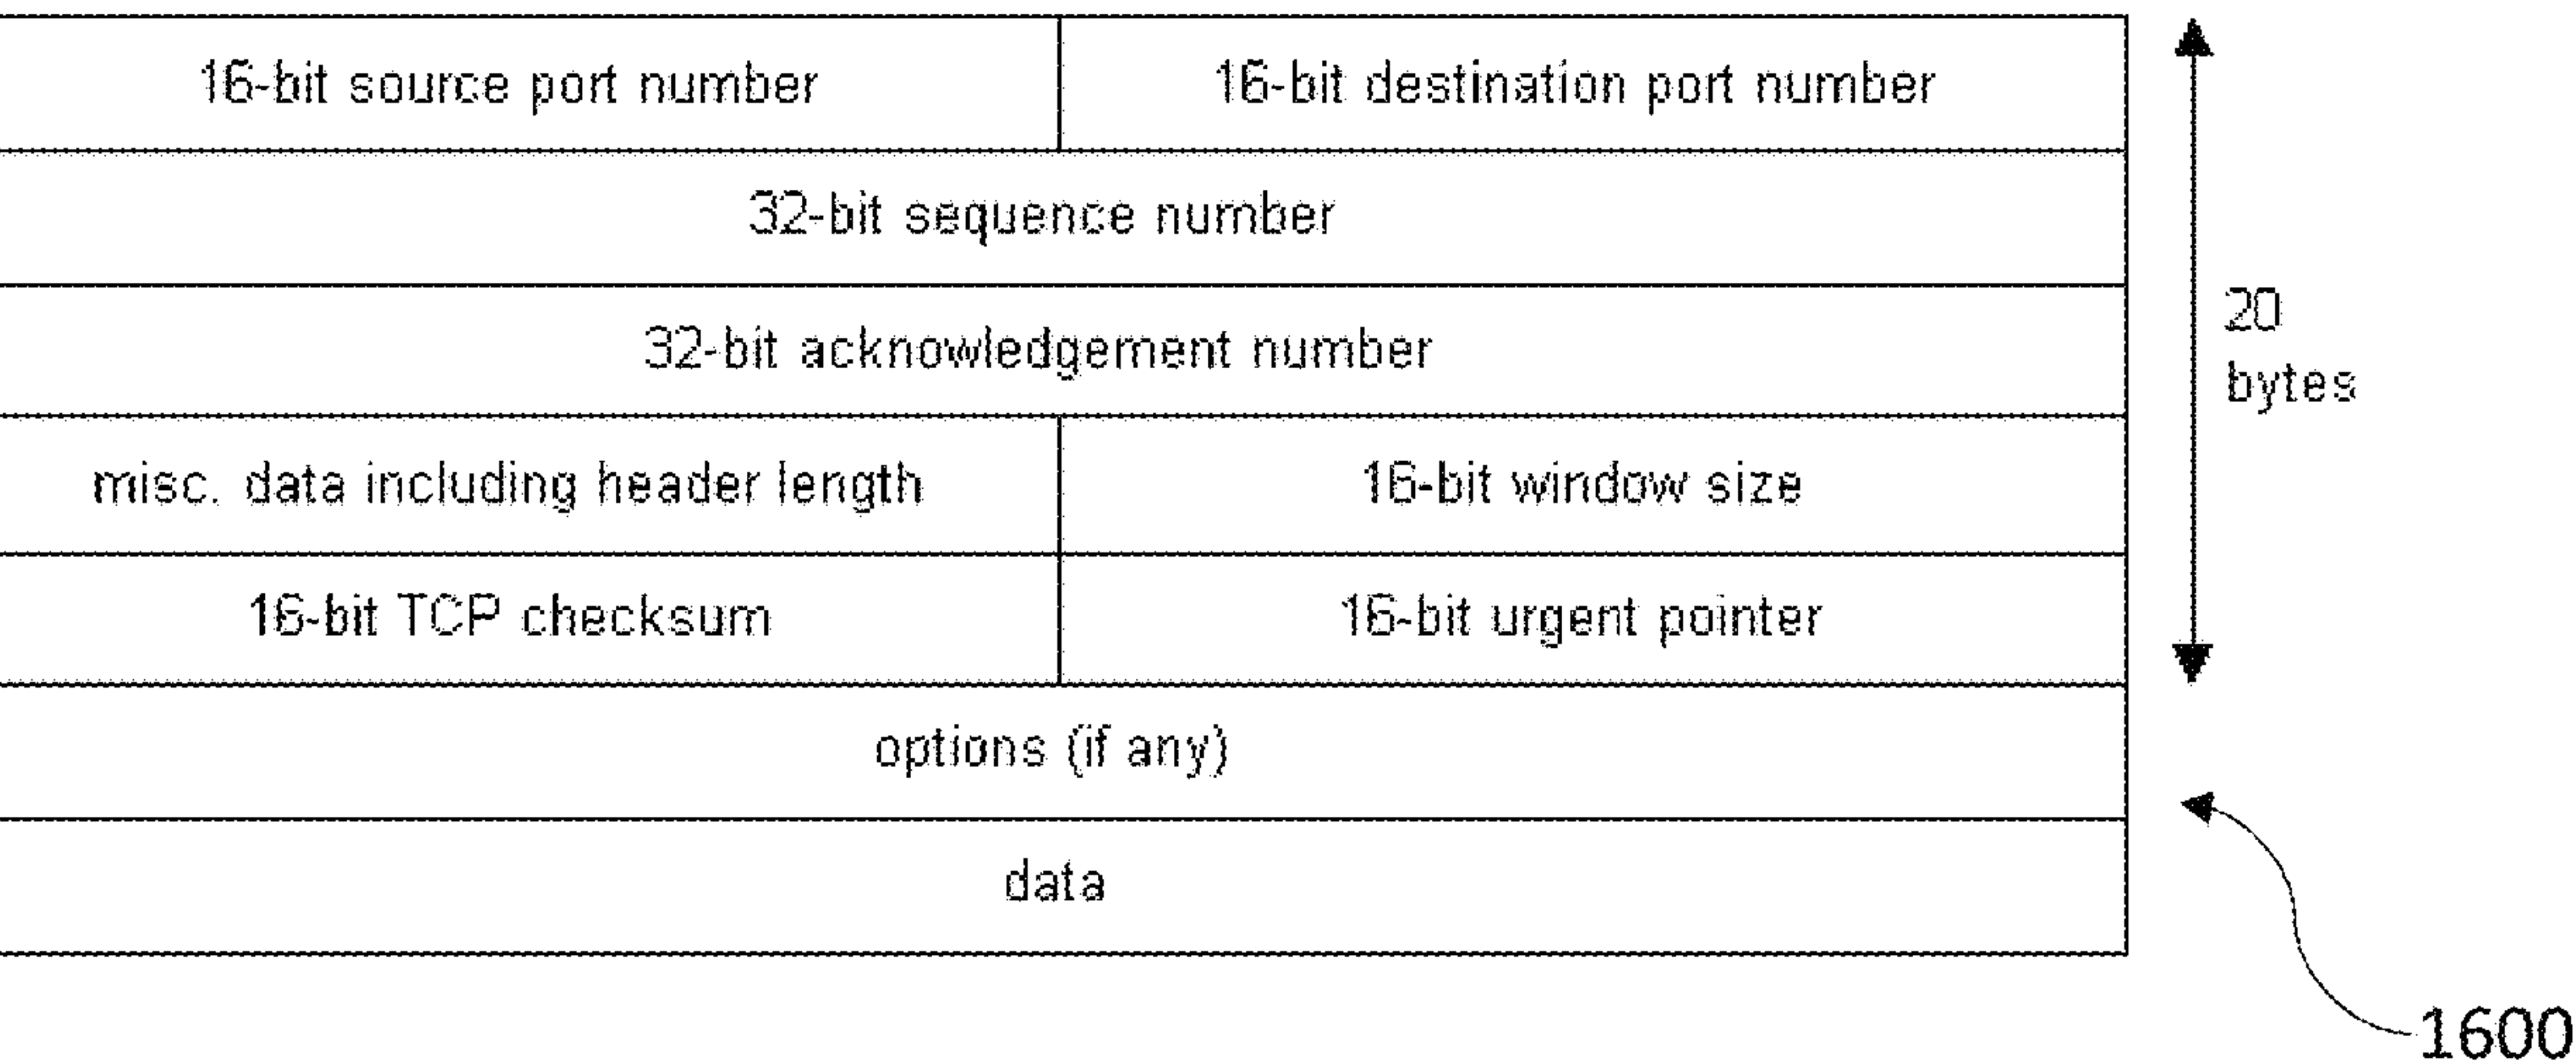 16-bit source port number
16-bit destination port number
32-bit sequence number
32-bit acknowledgement number
20
bytes
misc. data including header length
16-bit window size
16-bit TCP checksum
16-bit urgent pointer
options (if any)
data
1600